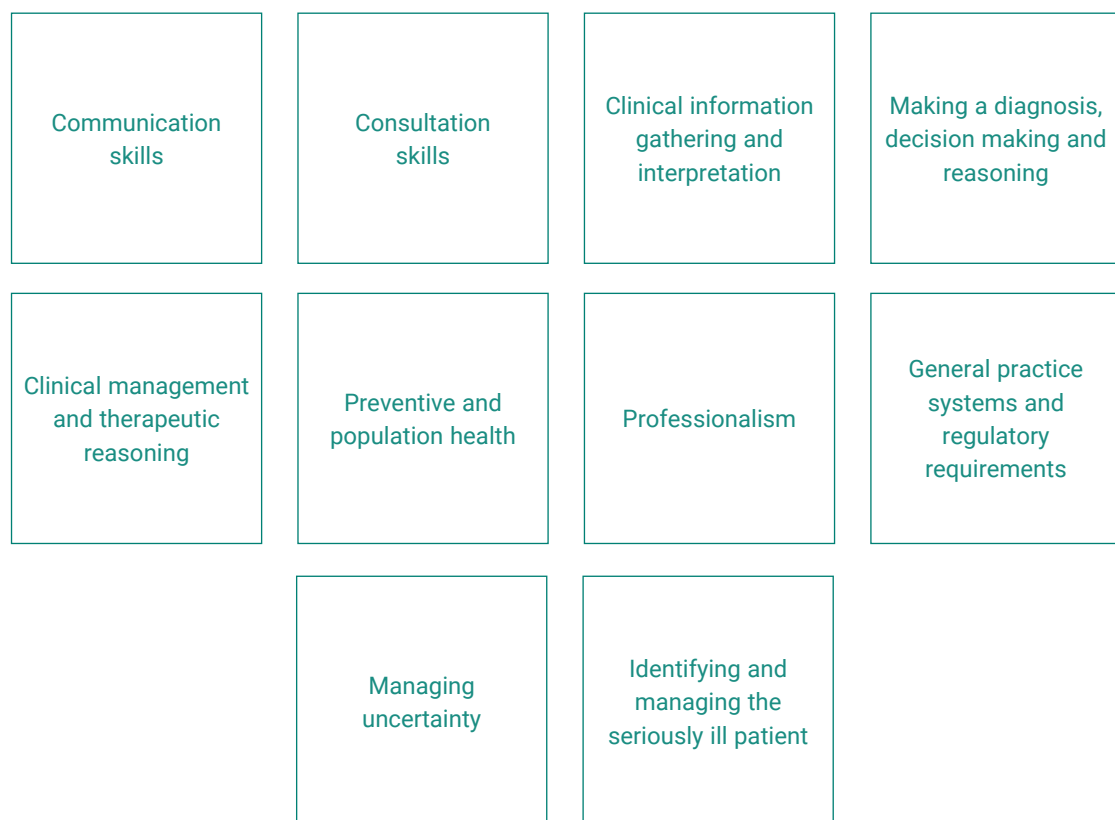 Communication
skills
Consultation
skills
Clinical information
gathering and
interpretation
Making a diagnosis,
decision making and
reasoning
Clinical management
and therapeutic
reasoning
Preventive and
population health
Professionalism
General practice
systems and
regulatory
requirements
Managing
uncertainty
Identifying and
managing the
seriously ill patient